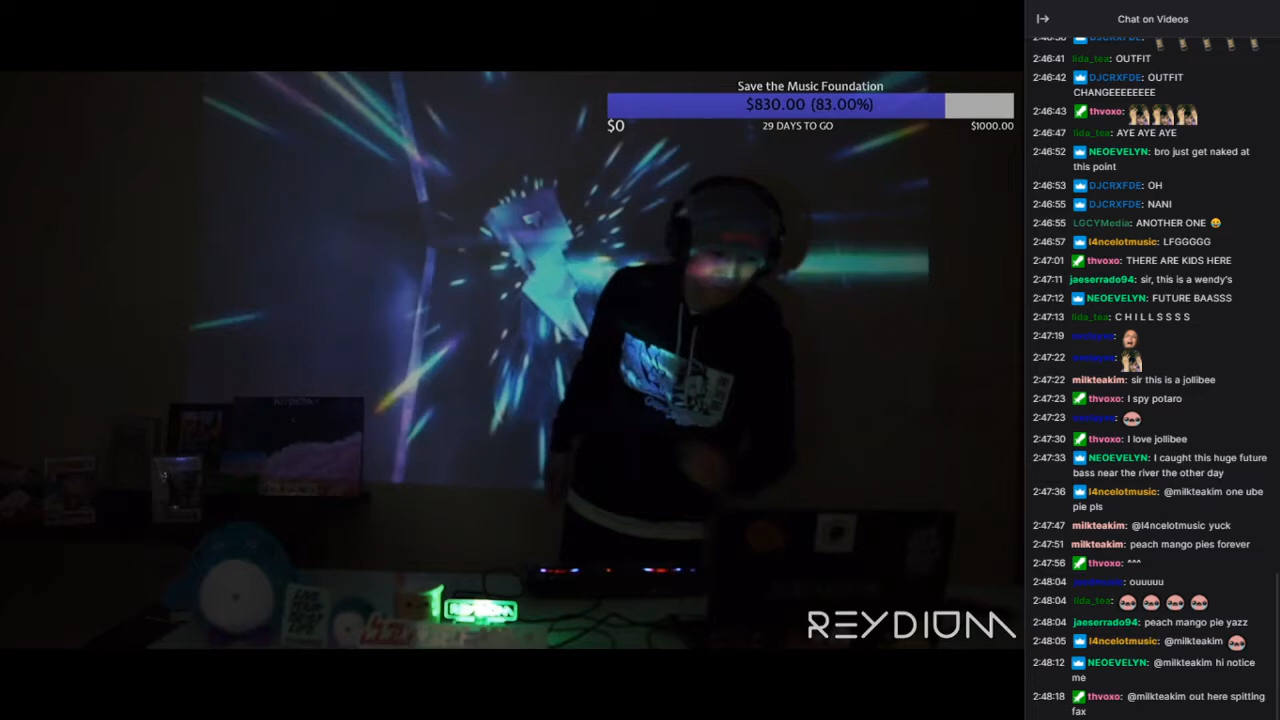 Save the Music Foundation
$830.00 (83.00%)
$0
29 DAYS TO GO
$1000.00
REYDIUM
Chat on Videos
2:46:41 lida_tea: OUTFIT
2:46:42 DJCRXFDE: OUTFIT
CHANGEEEEEEE
2:46:43 thvoxo:
2:46:47 lida_tea: AYE AYE AYE
2:46:52 NEOEVELYN: bro just get naked at
this point
2:46:53 DJCRXFDE: OH
2:46:55 DJCRXFDE: NANI
2:46:55 LGCYMedia: ANOTHER ONE
2:46:57 l4ncelotmusic: LFGGGGG
2:47:01 thvoxo: THERE ARE KIDS HERE
2:47:11 jaeserrado94: sir, this is a wendy's
2:47:12 NEOEVELYN: FUTURE BAASSS
2:47:13 lida_tea: C H I L L S S S S
2:47:19
2:47:22
2:47:22 milkteakim: sir this is a jollibee
2:47:23 thvoxo: I spy potaro
2:47:23
2:47:30 thvoxo: I love jollibee
2:47:33 NEOEVELYN: I caught this huge future
bass near the river the other day
2:47:36 l4ncelotmusic: @milkteakim one ube
pie pls
2:47:47 milkteakim: @l4ncelotmusic yuck
2:47:51 milkteakim: peach mango pies forever
2:47:56 thvoxo: ^^^
2:48:04 ouuuuu
2:48:04 lida_tea:
2:48:04 jaeserrado94: peach mango pie yazz
2:48:05 l4ncelotmusic: @milkteakim
2:48:12 NEOEVELYN: @milkteakim hi notice
me
2:48:18 thvoxo: @milkteakim out here spitting
fax